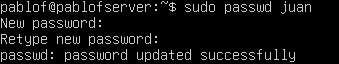 pablof@pablofserver:~$ sudo passwd juan
New password:
Retype new password:
passwd: password updated successfully